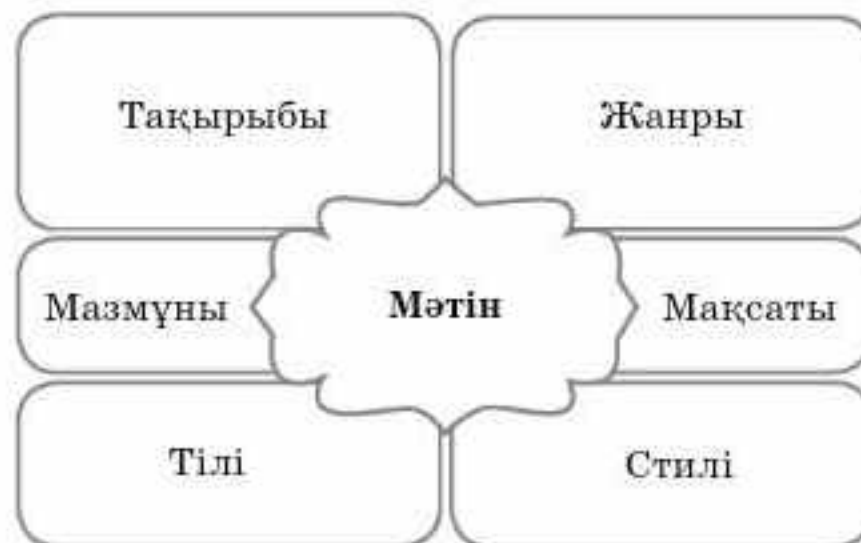 Тақырыбы
Жанры
Мазмұны
Мәтін
Мақсаты
Тілі
Стилі